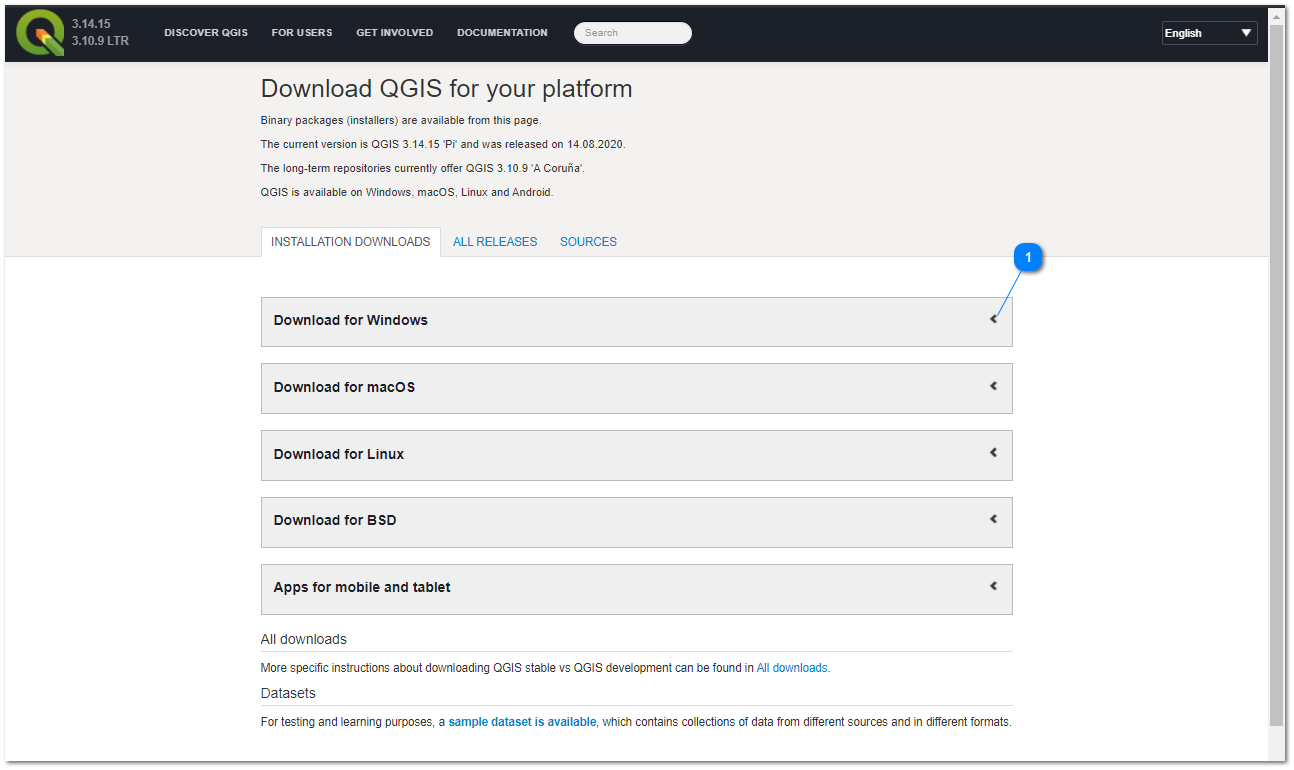 3.14.15
3.10.9 LTR
DISCOVER QGIS FOR USERS GET INVOLVED DOCUMENTATION Search English
Download QGIS for your platform
Binary packages (installers) are available from this page.
The current version is QGIS 3.14.15 'Pi' and was released on 14.08.2020.
The long-term repositories currently offer QGIS 3.10.9 'A Coruña'.
QGIS is available on Windows, macOS, Linux and Android.
INSTALLATION DOWNLOADS ALL RELEASES SOURCES
1
Download for Windows
Download for macOS
Download for Linux
Download for BSD
Apps for mobile and tablet
All downloads
More specific instructions about downloading QGIS stable vs QGIS development can be found in All downloads.
Datasets
For testing and learning purposes, a sample dataset is available, which contains collections of data from different sources and in different formats.